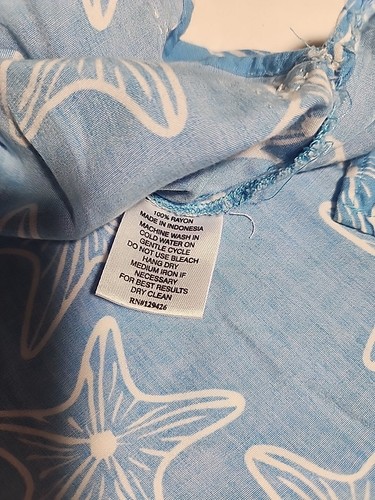 100% RAYON
MADE IN INDONESIA
MACHINE WASH IN
COLD WATER ON
GENTLE CYCLE
DO NOT USE BLEACH
HANG DRY
MEDIUM IRON IF
NECESSARY
FOR BEST RESULTS
DRY CLEAN
RN#129426